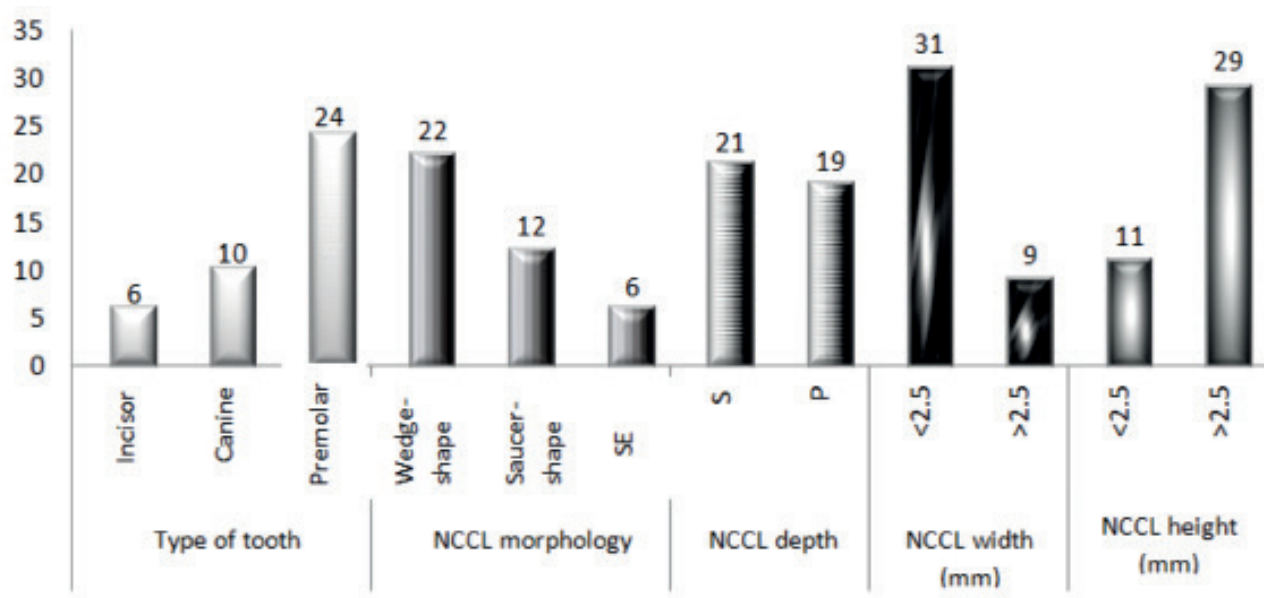 35
30
25
20
15
10
5
0
6
10
24
22
12
6
21
19
31
9
11
29
Incisor
Canine
Premolar
Wedge-
shape
Saucer-
shape
SE
S
P
<2.5
>2.5
<2.5
>2.5
Type of tooth
NCCL morphology
NCCL depth
NCCL width
(mm)
NCCL height
(mm)